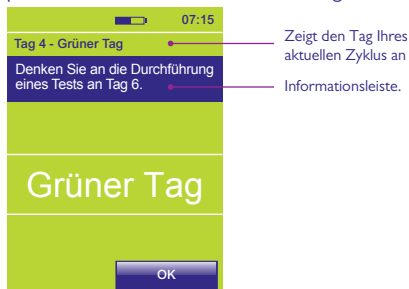 07:15
Tag 4 - Grüner Tag
Zeigt den Tag Ihres
aktuellen Zyklus an
Denken Sie an die Durchführung
eines Tests an Tag 6.
Informationsleiste.
Grüner Tag
OK